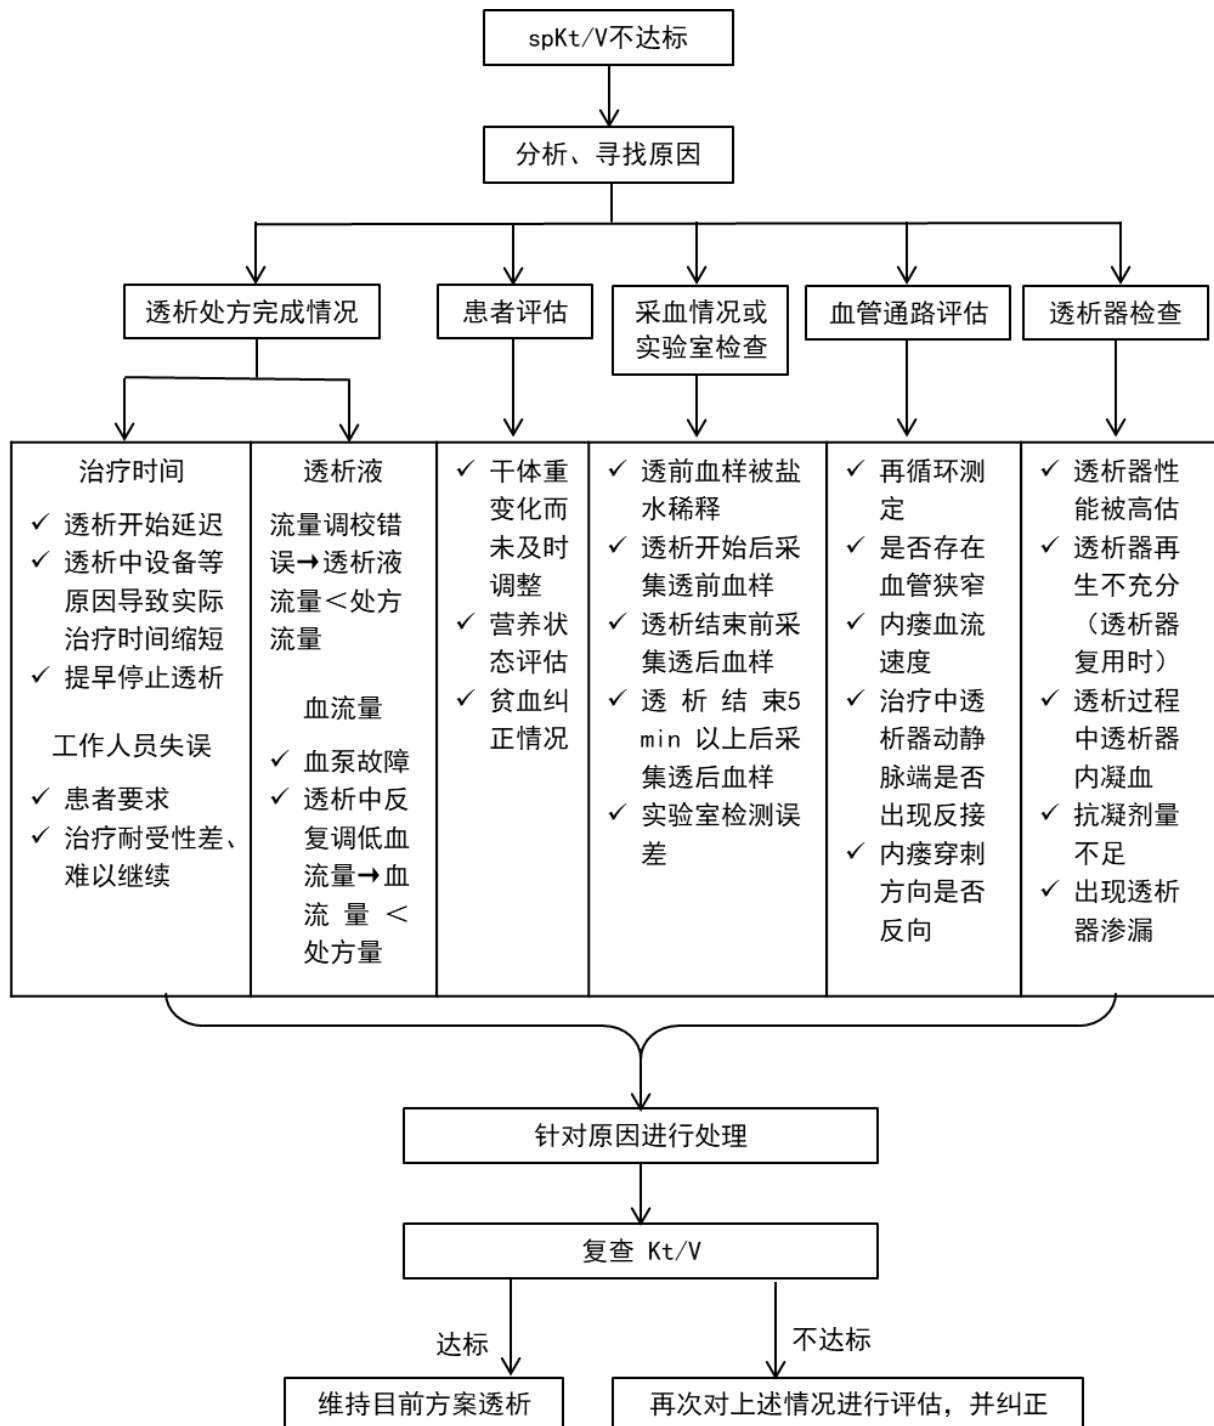 spKt/V不达标
分析、寻找原因
透析处方完成情况
患者评估
采血情况或
实验室检查
血管通路评估
透析器检查
治疗时间
✓ 透析开始延迟
✓ 透析中设备等
原因导致实际
治疗时间缩短
✓ 提早停止透析
工作人员失误
✓ 患者要求
✓ 治疗耐受性差、
难以继续
透析液
流量调校错
误→透析液
流量＜处方
流量
血流量
✓ 血泵故障
✓ 透析中反
复调低血
流量→血
流量＜
处方量
✓ 干体重
变化而
未及时
调整
✓ 营养状
态评估
✓ 贫血纠
正情况
✓ 透前血样被盐
水稀释
✓ 透析开始后采
集透前血样
✓ 透析结束前采
集透后血样
✓ 透析结束5
min 以上后采
集透后血样
✓ 实验室检测误
差
✓ 再循环测
定
✓ 是否存在
血管狭窄
✓ 内瘘血流
速度
✓ 治疗中透
析器动静
脉端是否
出现反接
✓ 内瘘穿刺
方向是否
反向
✓ 透析器性
能被高估
✓ 透析器再
生不充分
（透析器
复用时）
✓ 透析过程
中透析器
内凝血
✓ 抗凝剂量
不足
✓ 出现透析
器渗漏
针对原因进行处理
复查 Kt/V
达标
不达标
维持目前方案透析
再次对上述情况进行评估，并纠正